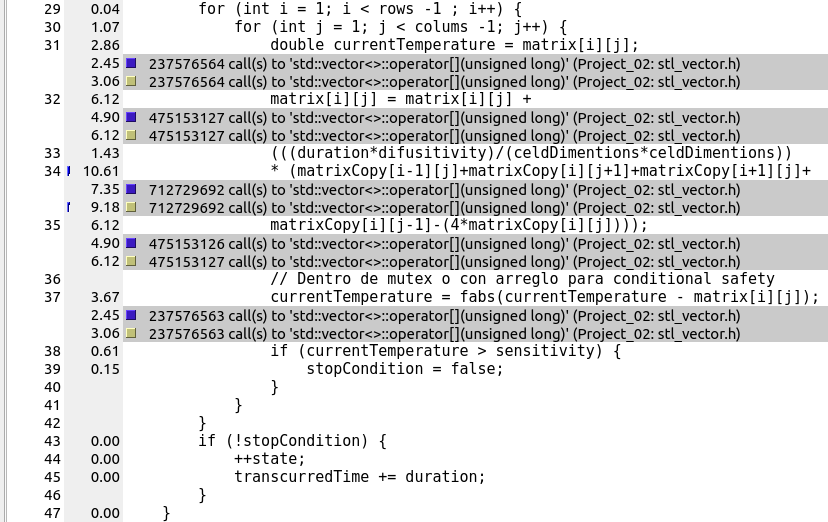 29 0.04 for (int i = 1; i < rows -1 ; i++) {
30 1.07 for (int j = 1; j < colums -1; j++) {
31 2.86 double currentTemperature = matrix[i][j];
2.45 237576564 call(s) to 'std::vector<>::operator[](unsigned long)' (Project_02: stl_vector.h)
3.06 237576564 call(s) to 'std::vector<>::operator[](unsigned long)' (Project_02: stl_vector.h)
32 6.12 matrix[i][j] = matrix[i][j] +
4.90 475153127 call(s) to 'std::vector<>::operator[](unsigned long)' (Project_02: stl_vector.h)
6.12 475153127 call(s) to 'std::vector<>::operator[](unsigned long)' (Project_02: stl_vector.h)
33 1.43 (((duration*difusitivity)/(celdDimentions*celdDimentions))
34 10.61 * (matrixCopy[i-1][j]+matrixCopy[i][j+1]+matrixCopy[i+1][j]+
7.35 712729692 call(s) to 'std::vector<>::operator[](unsigned long)' (Project_02: stl_vector.h)
9.18 712729692 call(s) to 'std::vector<>::operator[](unsigned long)' (Project_02: stl_vector.h)
35 6.12 matrixCopy[i][j-1]-(4*matrixCopy[i][j])));
4.90 475153126 call(s) to 'std::vector<>::operator[](unsigned long)' (Project_02: stl_vector.h)
6.12 475153127 call(s) to 'std::vector<>::operator[](unsigned long)' (Project_02: stl_vector.h)
36 // Dentro de mutex o con arreglo para conditional safety
37 3.67 currentTemperature = fabs(currentTemperature - matrix[i][j]);
2.45 237576563 call(s) to 'std::vector<>::operator[](unsigned long)' (Project_02: stl_vector.h)
3.06 237576563 call(s) to 'std::vector<>::operator[](unsigned long)' (Project_02: stl_vector.h)
38 0.61 if (currentTemperature > sensitivity) {
39 0.15 stopCondition = false;
40 }
41 }
42 }
43 0.00 if (!stopCondition) {
44 0.00 ++state;
45 0.00 transcurredTime += duration;
46 }
47 0.00 }